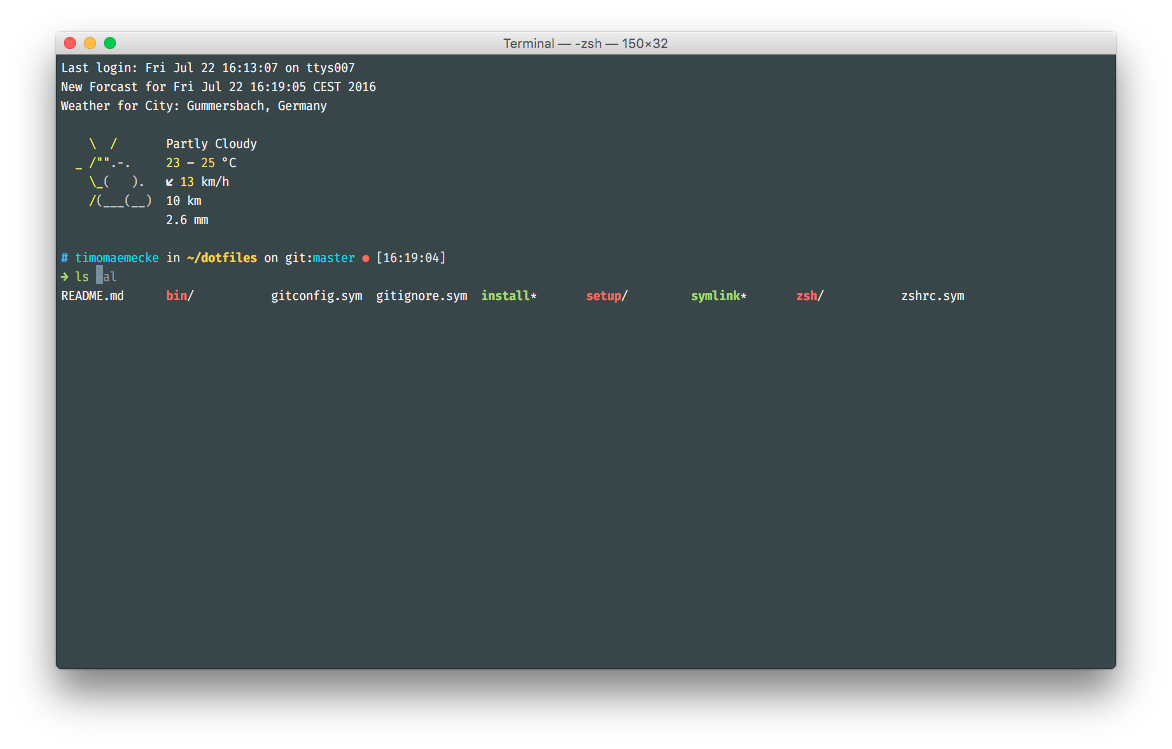 Terminal — -zsh — 150×32
Last login: Fri Jul 22 16:13:07 on ttys007
New Forcast for Fri Jul 22 16:19:05 CEST 2016
Weather for City: Gummersbach, Germany
    \  /       Partly Cloudy
  _ /"".-.     23 – 25 °C
    \_(   ).   ↙ 13 km/h
    /(___(__)  10 km
               2.6 mm
# timomaemecke in ~/dotfiles on git:master ● [16:19:04]
➜ ls al
README.md      bin/           gitconfig.sym  gitignore.sym  install*       setup/         symlink*       zsh/           zshrc.sym